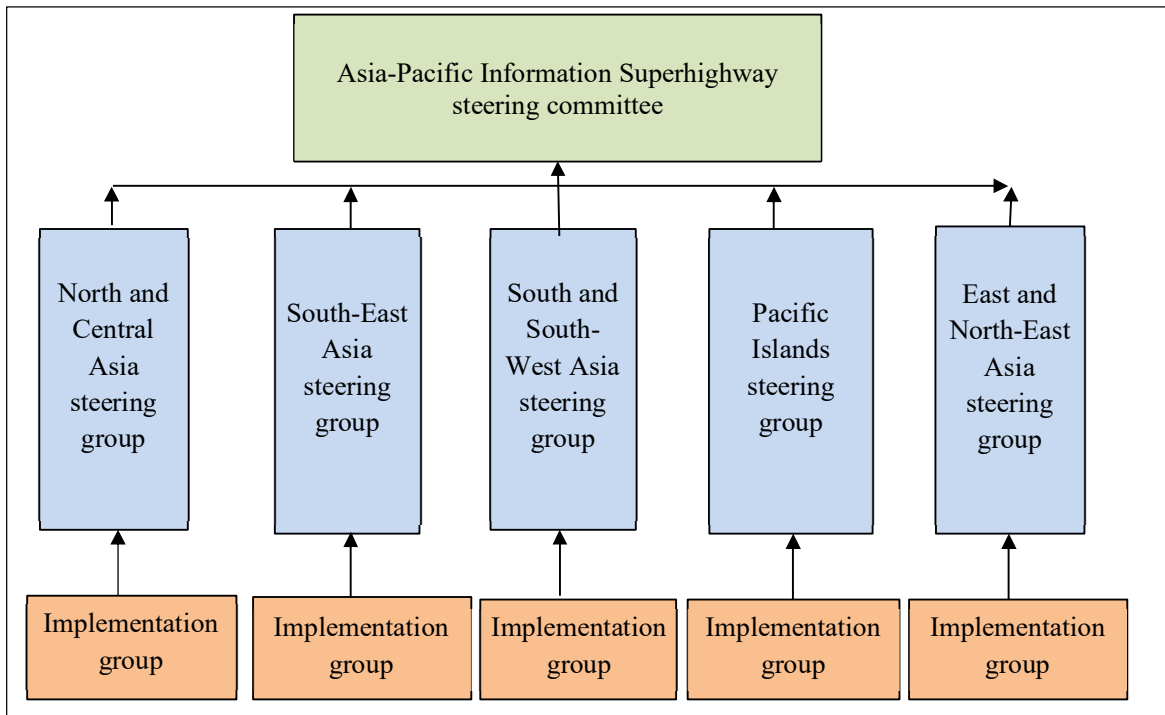 Asia-Pacific Information Superhighway
steering committee
North and
Central
Asia
steering
group
South-East
Asia
steering
group
South and
South-
West Asia
steering
group
Pacific
Islands
steering
group
East and
North-East
Asia
steering
group
Implementation
group
Implementation
group
Implementation
group
Implementation
group
Implementation
group